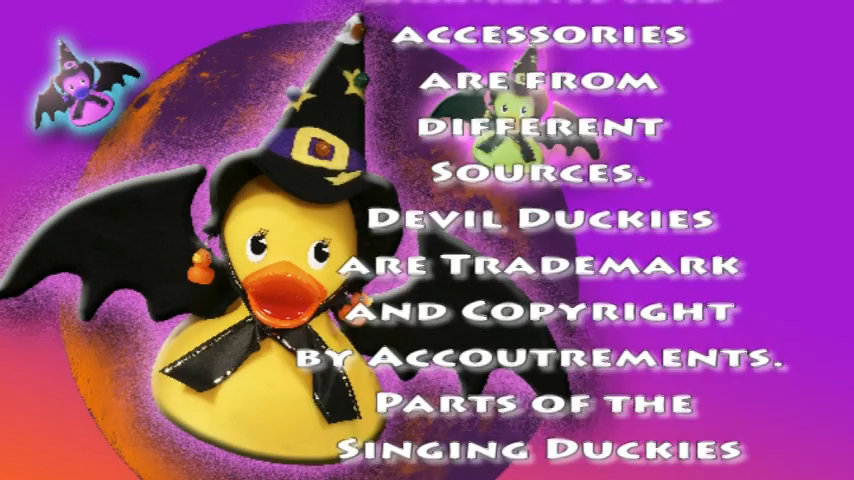 ACCESSORIES
ARE FROM
DIFFERENT
SOURCES.
DEVIL DUCKIES
ARE TRADEMARK
AND COPYRIGHT
BY ACCOUTREMENTS.
PARTS OF THE
SINGING DUCKIES